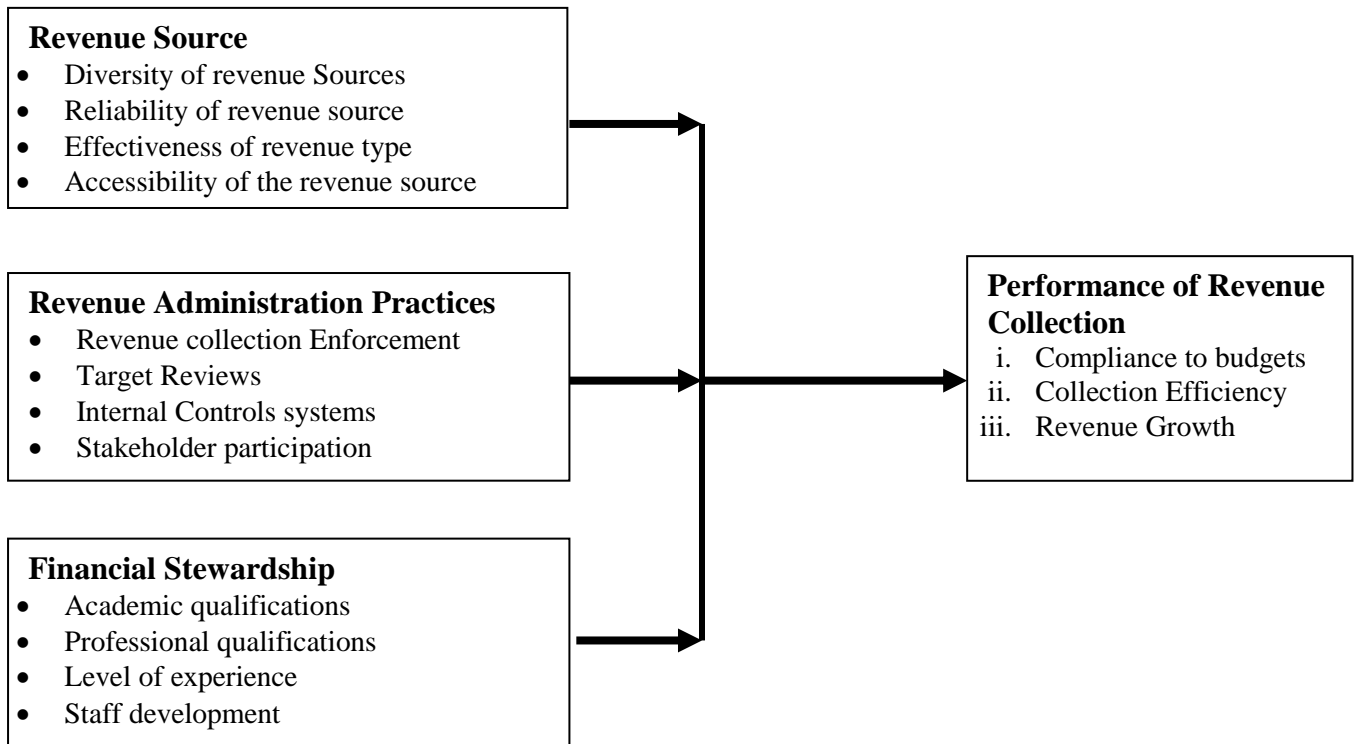 Revenue Source
• Diversity of revenue Sources
• Reliability of revenue source
• Effectiveness of revenue type
• Accessibility of the revenue source
Revenue Administration Practices
• Revenue collection Enforcement
• Target Reviews
• Internal Controls systems
• Stakeholder participation
Financial Stewardship
• Academic qualifications
• Professional qualifications
• Level of experience
• Staff development
Performance of Revenue
Collection
i. Compliance to budgets
ii. Collection Efficiency
iii. Revenue Growth